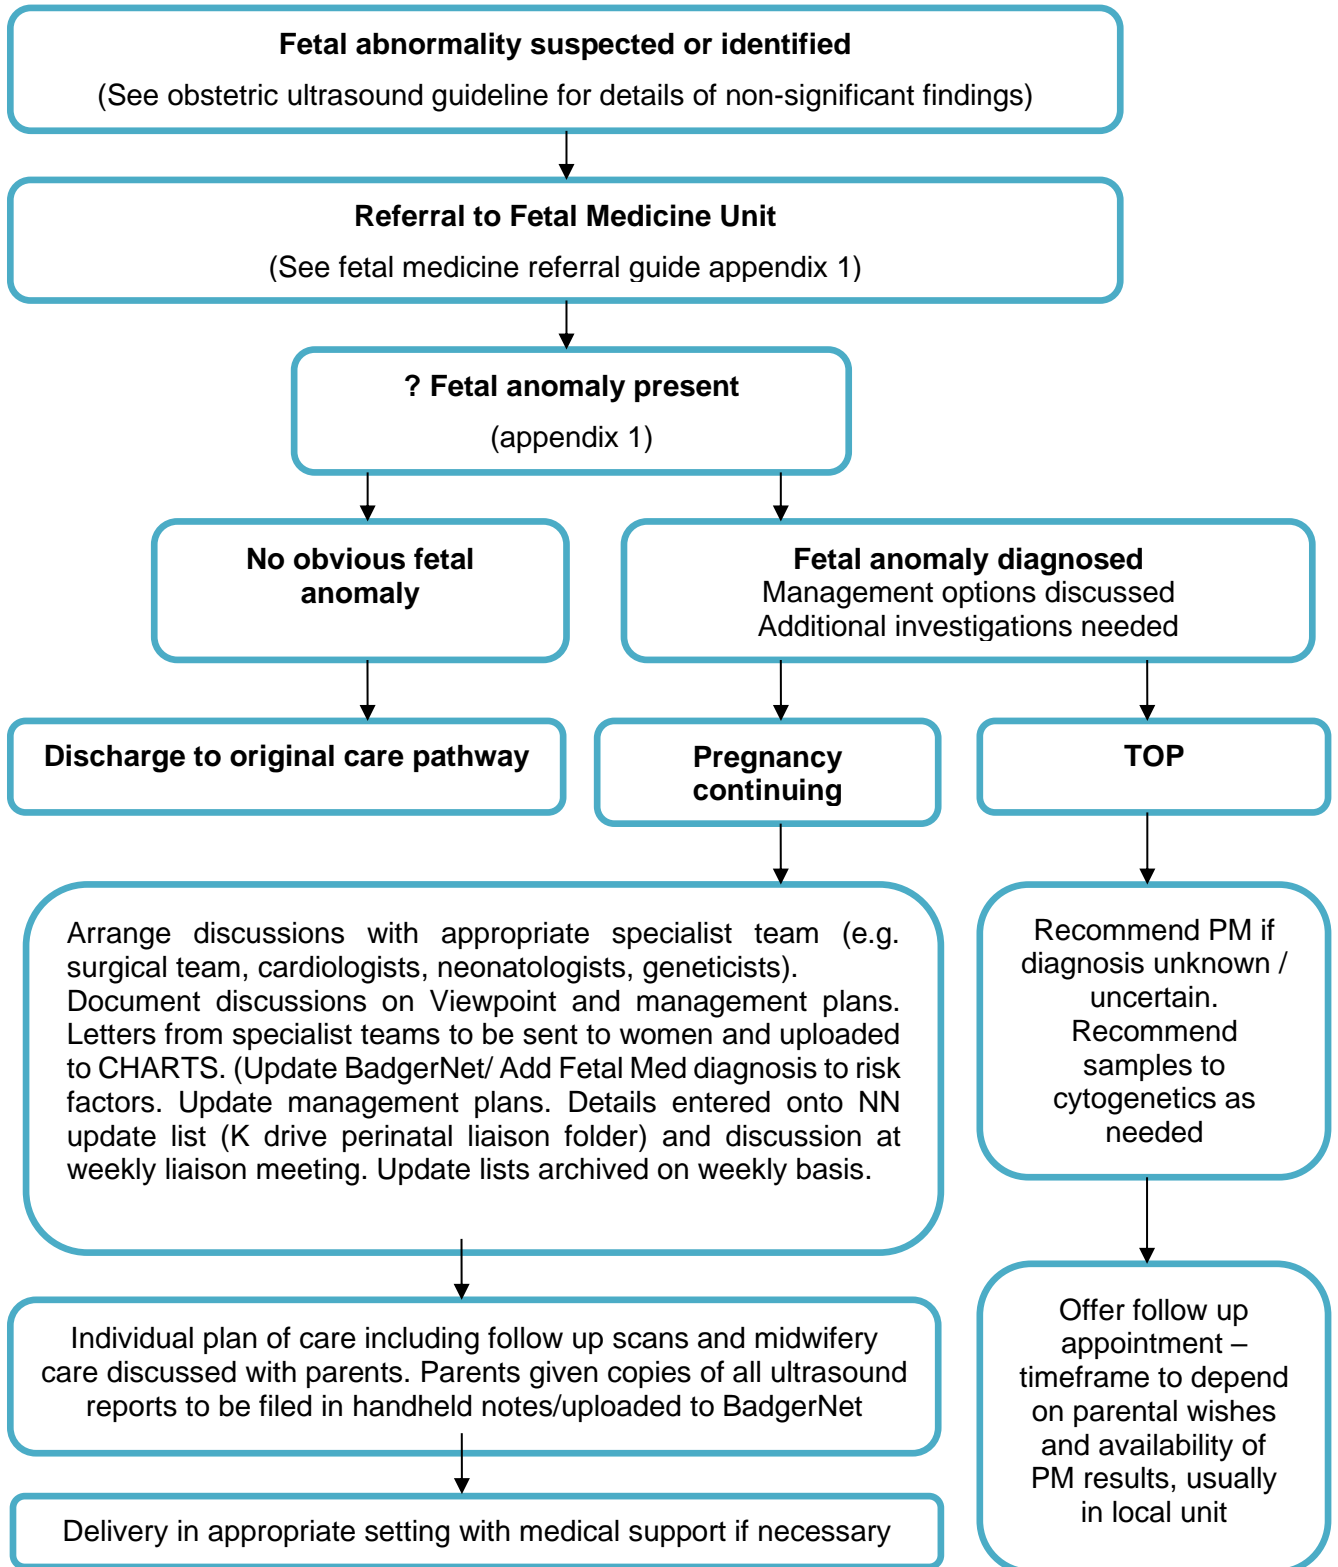 Fetal abnormality suspected or identified
(See obstetric ultrasound guideline for details of non-significant findings)
Referral to Fetal Medicine Unit
(See fetal medicine referral guide appendix 1)
? Fetal anomaly present
(appendix 1)
No obvious fetal
anomaly
Fetal anomaly diagnosed
Management options discussed
Additional investigations needed
Discharge to original care pathway
Pregnancy
continuing
TOP
Arrange discussions with appropriate specialist team (e.g.
surgical team, cardiologists, neonatologists, geneticists).
Document discussions on Viewpoint and management plans.
Letters from specialist teams to be sent to women and uploaded
to CHARTS. (Update BadgerNet/ Add Fetal Med diagnosis to risk
factors. Update management plans. Details entered onto NN
update list (K drive perinatal liaison folder) and discussion at
weekly liaison meeting. Update lists archived on weekly basis.
Recommend PM if
diagnosis unknown /
uncertain.
Recommend
samples to
cytogenetics as
needed
Individual plan of care including follow up scans and midwifery
care discussed with parents. Parents given copies of all ultrasound
reports to be filed in handheld notes/uploaded to BadgerNet
Offer follow up
appointment –
timeframe to depend
on parental wishes
and availability of
PM results, usually
in local unit
Delivery in appropriate setting with medical support if necessary